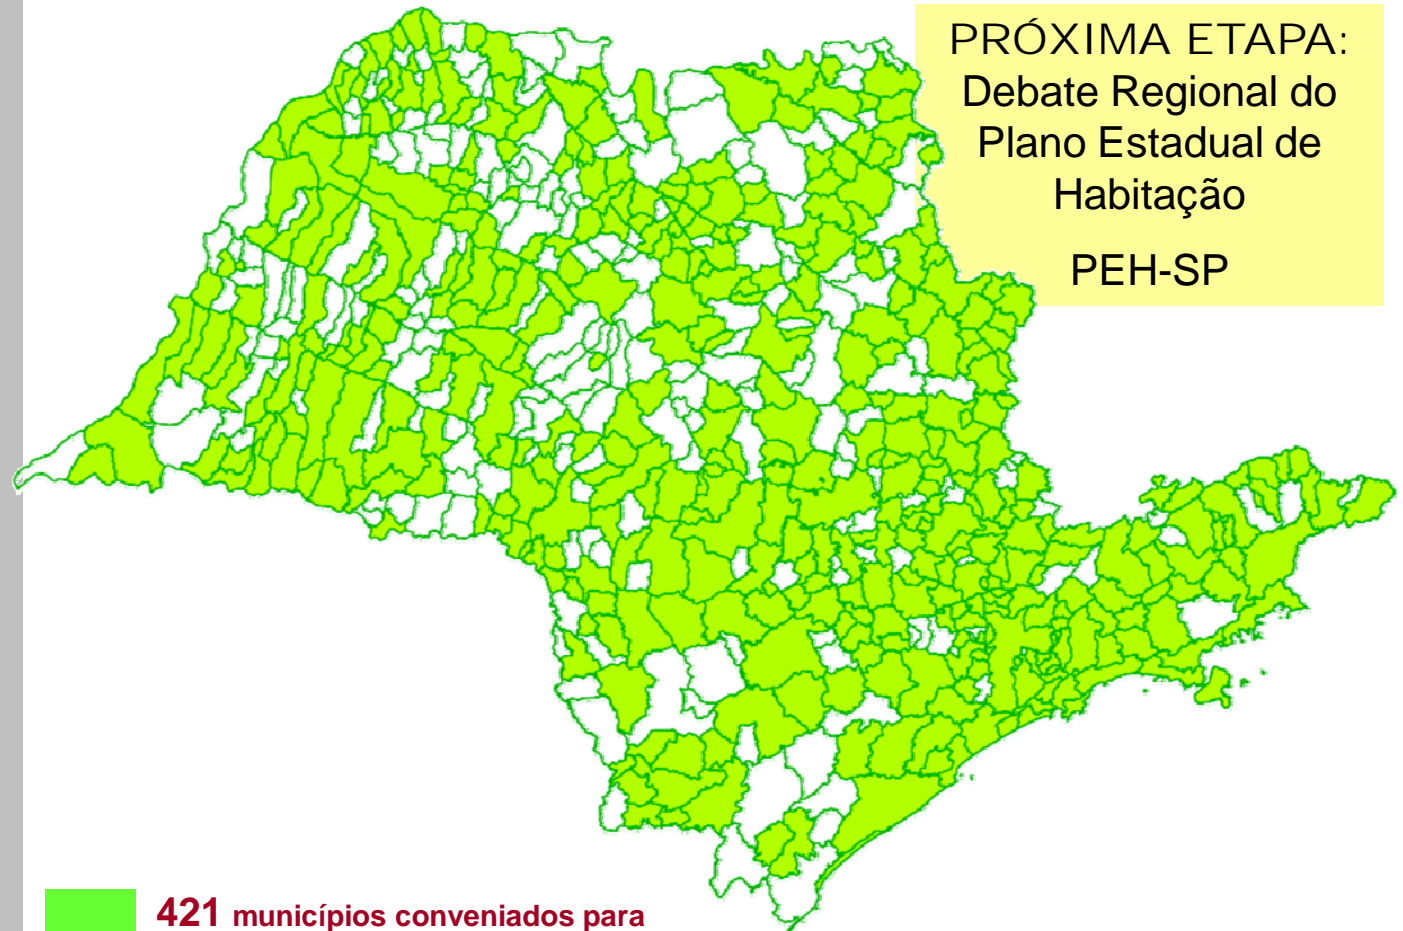 PRÓXIMA ETAPA:
Debate Regional do
Plano Estadual de
Habitação
PEH-SP
421 municípios conveniados para